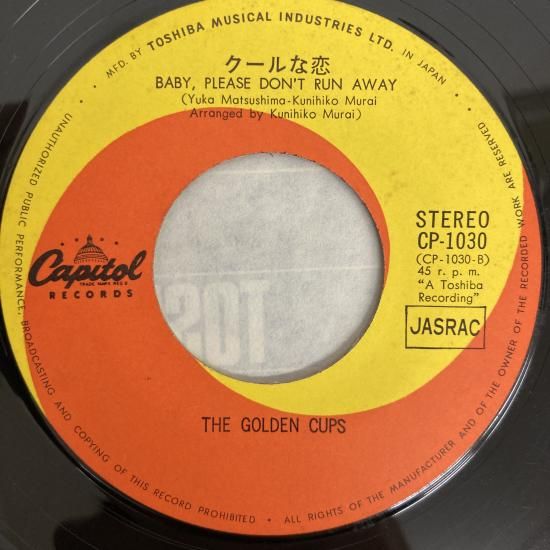 • MFD. BY TOSHIBA MUSICAL INDUSTRIES LTD. IN JAPAN •
クールな恋
BABY, PLEASE DON'T RUN AWAY
(Yuka Matsushima-Kunihiko Murai
Arranged by Kunihiko Murai)
STEREO
CP-1030
(CP-1030-B)
45 r. p. m.
"A Toshiba
Recording"
JASRAC
Capitol
TRADE MARK REG.
RECORDS
THE GOLDEN CUPS
UNAUTHORIZED PUBLIC PERFORMANCE, BROADCASTING AND COPYING OF THIS RECORD PROHIBITED • ALL RIGHTS OF THE MANUFACTURER AND OF THE OWNER OF THE RECORDED WORK ARE RESERVED